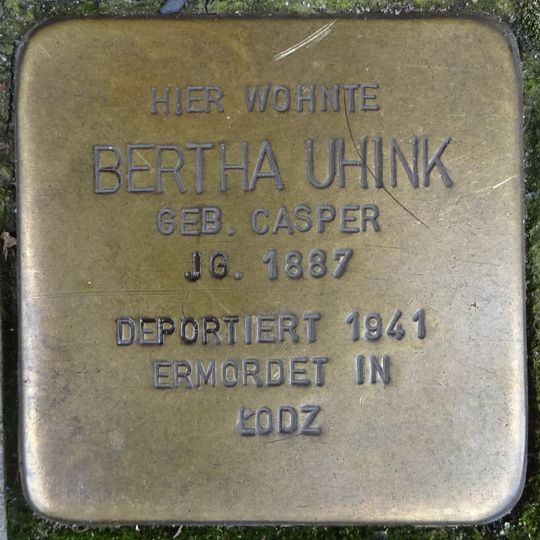 HIER WOHNTE
BERTHA UHINK
GEB. CASPER
JG. 1887
DEPORTIERT 1941
ERMORDET IN
ŁODZ